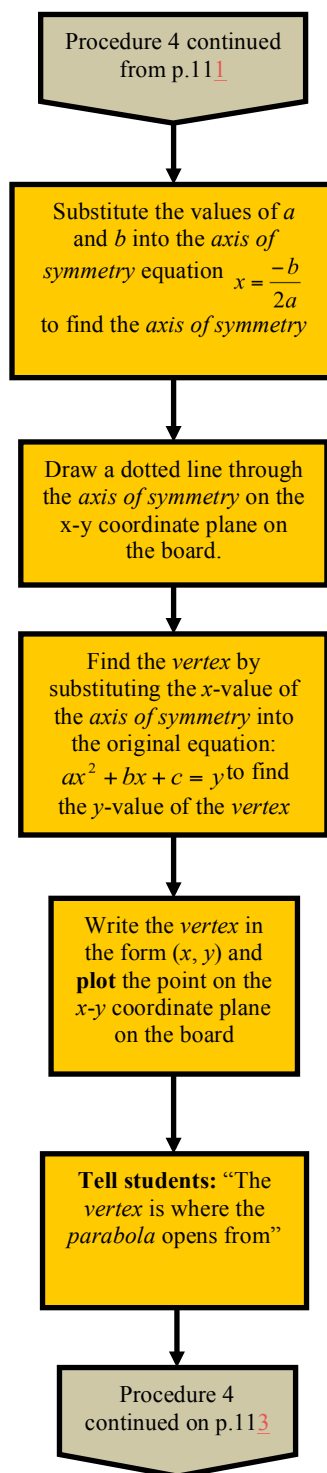 Procedure 4 continued
from p.111
Substitute the values of a
and b into the axis of
symmetry equation x = -b/2a
to find the axis of symmetry
Draw a dotted line through
the axis of symmetry on the
x-y coordinate plane on
the board.
Find the vertex by
substituting the x-value of
the axis of symmetry into
the original equation:
ax² + bx + c = y to find
the y-value of the vertex
Write the vertex in
the form (x, y) and
plot the point on the
x-y coordinate plane
on the board
Tell students: “The
vertex is where the
parabola opens from”
Procedure 4
continued on p.113